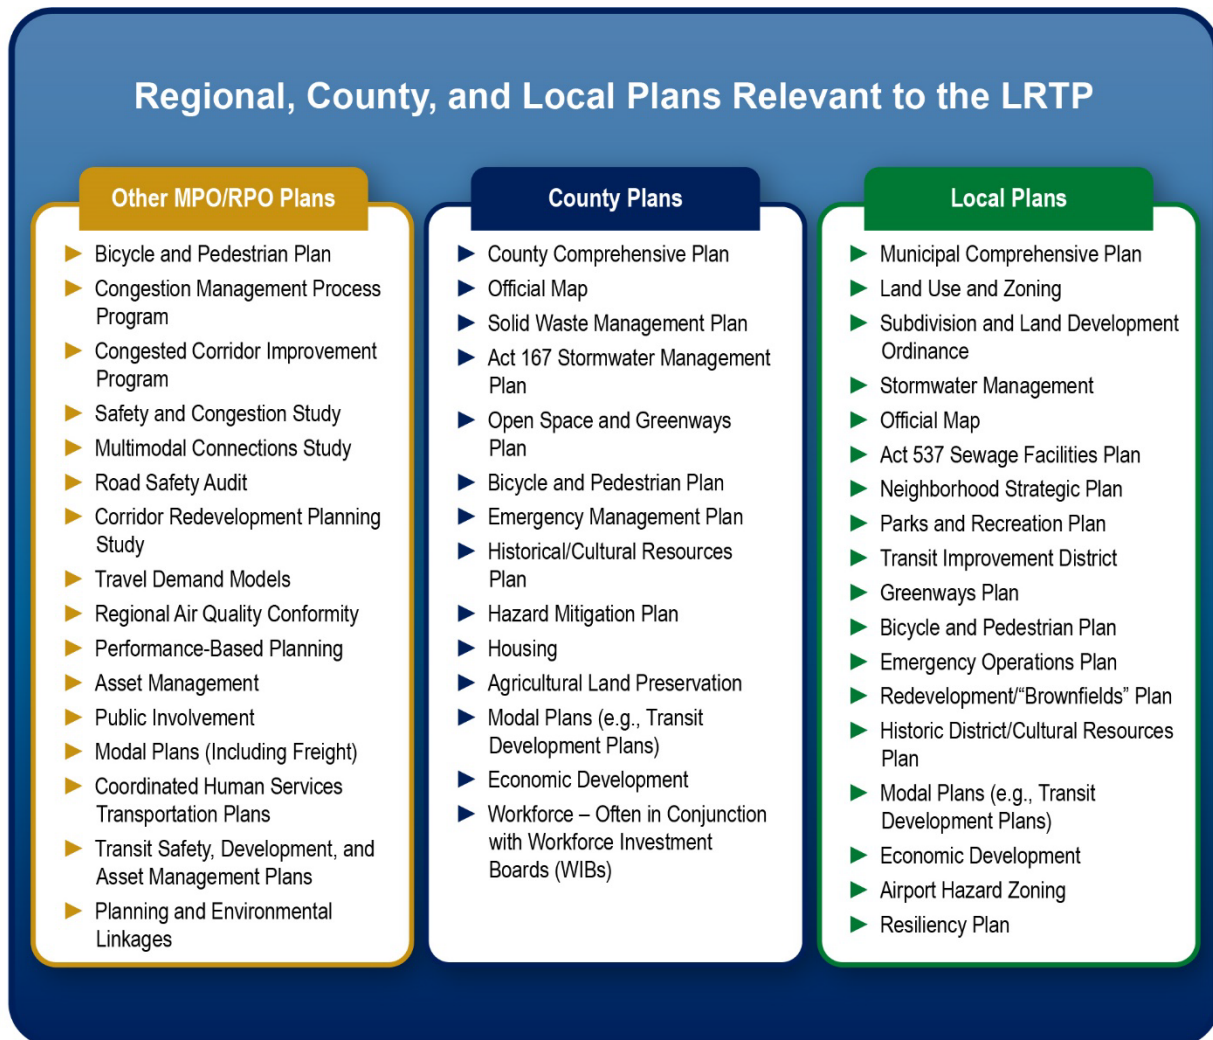 Regional, County, and Local Plans Relevant to the LRTP
Other MPO/RPO Plans
Bicycle and Pedestrian Plan
Congestion Management Process
Program
Congested Corridor Improvement
Program
Safety and Congestion Study
Multimodal Connections Study
Road Safety Audit
Corridor Redevelopment Planning
Study
Travel Demand Models
Regional Air Quality Conformity
Performance-Based Planning
Asset Management
Public Involvement
Modal Plans (Including Freight)
Coordinated Human Services
Transportation Plans
Transit Safety, Development, and
Asset Management Plans
Planning and Environmental
Linkages
County Plans
County Comprehensive Plan
Official Map
Solid Waste Management Plan
Act 167 Stormwater Management
Plan
Open Space and Greenways
Plan
Bicycle and Pedestrian Plan
Emergency Management Plan
Historical/Cultural Resources
Plan
Hazard Mitigation Plan
Housing
Agricultural Land Preservation
Modal Plans (e.g., Transit
Development Plans)
Economic Development
Workforce – Often in Conjunction
with Workforce Investment
Boards (WIBs)
Local Plans
Municipal Comprehensive Plan
Land Use and Zoning
Subdivision and Land Development
Ordinance
Stormwater Management
Official Map
Act 537 Sewage Facilities Plan
Neighborhood Strategic Plan
Parks and Recreation Plan
Transit Improvement District
Greenways Plan
Bicycle and Pedestrian Plan
Emergency Operations Plan
Redevelopment/“Brownfields” Plan
Historic District/Cultural Resources
Plan
Modal Plans (e.g., Transit
Development Plans)
Economic Development
Airport Hazard Zoning
Resiliency Plan